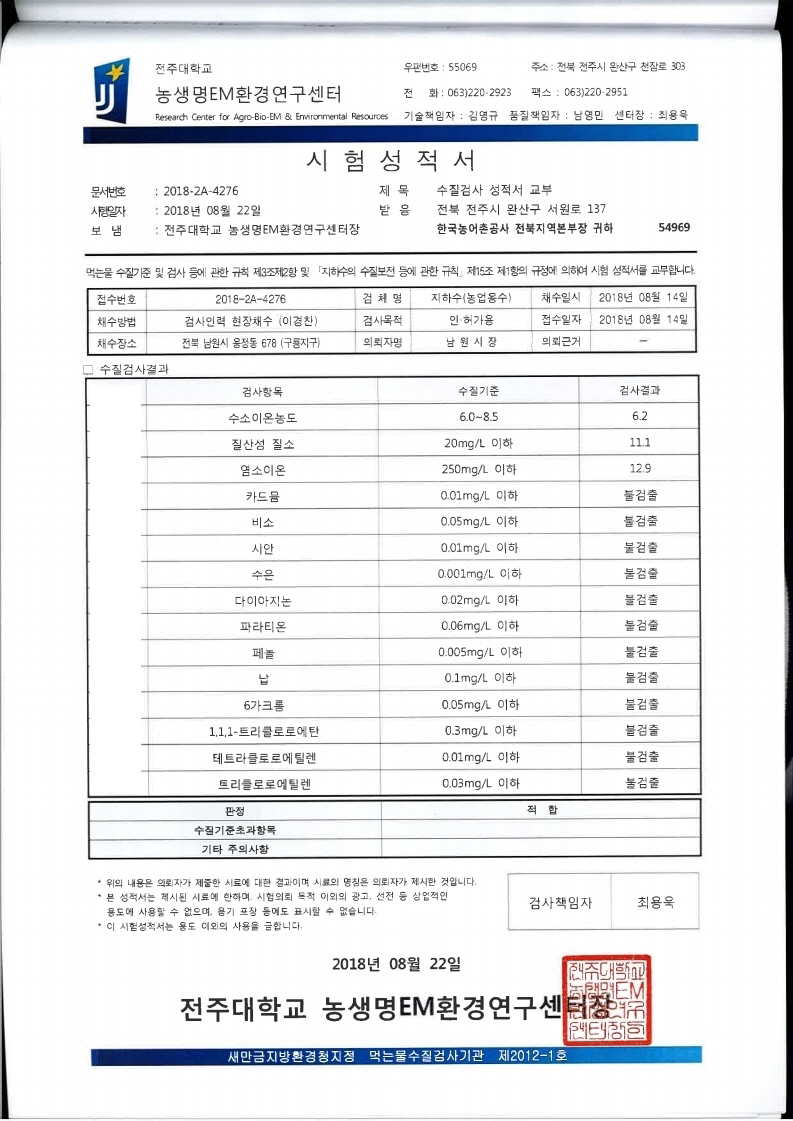 전주대학교 우편번호 : 55069 주소 : 전북 전주시 완산구 천잠로 303
농생명EM환경연구센터 전 화 : 063)220-2923 팩스 : 063)220-2951
Research Center for Agro-Bio-EM & Environmental Resources 기술책임자 : 김영규 품질책임자 : 남영민 센터장 : 최용욱
시 험 성 적 서
문서번호 : 2018-2A-4276 제 목 수질검사 성적서 교부
시행일자 : 2018년 08월 22일 받 음 전북 전주시 완산구 서원로 137
보 냄 : 전주대학교 농생명EM환경연구센터장 한국농어촌공사 전북지역본부장 귀하 54969
먹는물 수질기준 및 검사 등에 관한 규칙 제3조제2항 및 「지하수의 수질보전 등에 관한 규칙」 제15조 제1항의 규정에 의하여 시험 성적서를 교부합니다.
접수번호 2018-2A-4276 검 체 명 지하수(농업용수) 채수일시 2018년 08월 14일
채수방법 검사인력 현장채수 (이경찬) 검사목적 인·허가용 접수일자 2018년 08월 14일
채수장소 전북 남원시 용정동 678 (구룡지구) 의뢰자명 남 원 시 장 의뢰근거 -
□ 수질검사결과
검사항목 수질기준 검사결과
수소이온농도 6.0~8.5 6.2
질산성 질소 20mg/L 이하 11.1
염소이온 250mg/L 이하 12.9
카드뮴 0.01mg/L 이하 불검출
비소 0.05mg/L 이하 불검출
시안 0.01mg/L 이하 불검출
수은 0.001mg/L 이하 불검출
다이아지논 0.02mg/L 이하 불검출
파라티온 0.06mg/L 이하 불검출
페놀 0.005mg/L 이하 불검출
납 0.1mg/L 이하 불검출
6가크롬 0.05mg/L 이하 불검출
1,1,1-트리클로로에탄 0.3mg/L 이하 불검출
테트라클로로에틸렌 0.01mg/L 이하 불검출
트리클로로에틸렌 0.03mg/L 이하 불검출
판정 적 합
수질기준초과항목
기타 주의사항
* 위의 내용은 의뢰자가 제출한 시료에 대한 결과이며 시료의 명칭은 의뢰자가 제시한 것입니다.
* 본 성적서는 제시된 시료에 한하며, 시험의뢰 목적 이외의 광고, 선전 등 상업적인
용도에 사용할 수 없으며, 용기 포장 등에도 표시할 수 없습니다.
* 이 시험성적서는 용도 이외의 사용을 금합니다.
검사책임자 최용욱
2018년 08월 22일
전주대학교 농생명EM환경연구센터장
새만금지방환경청지정 먹는물수질검사기관 제2012-1호